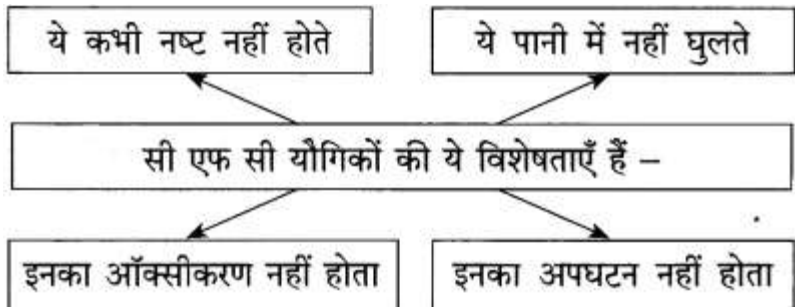 ये कभी नष्ट नहीं होते
ये पानी में नहीं घुलते
सी एफ सी यौगिकों की ये विशेषताएँ हैं –
इनका ऑक्सीकरण नहीं होता
इनका अपघटन नहीं होता